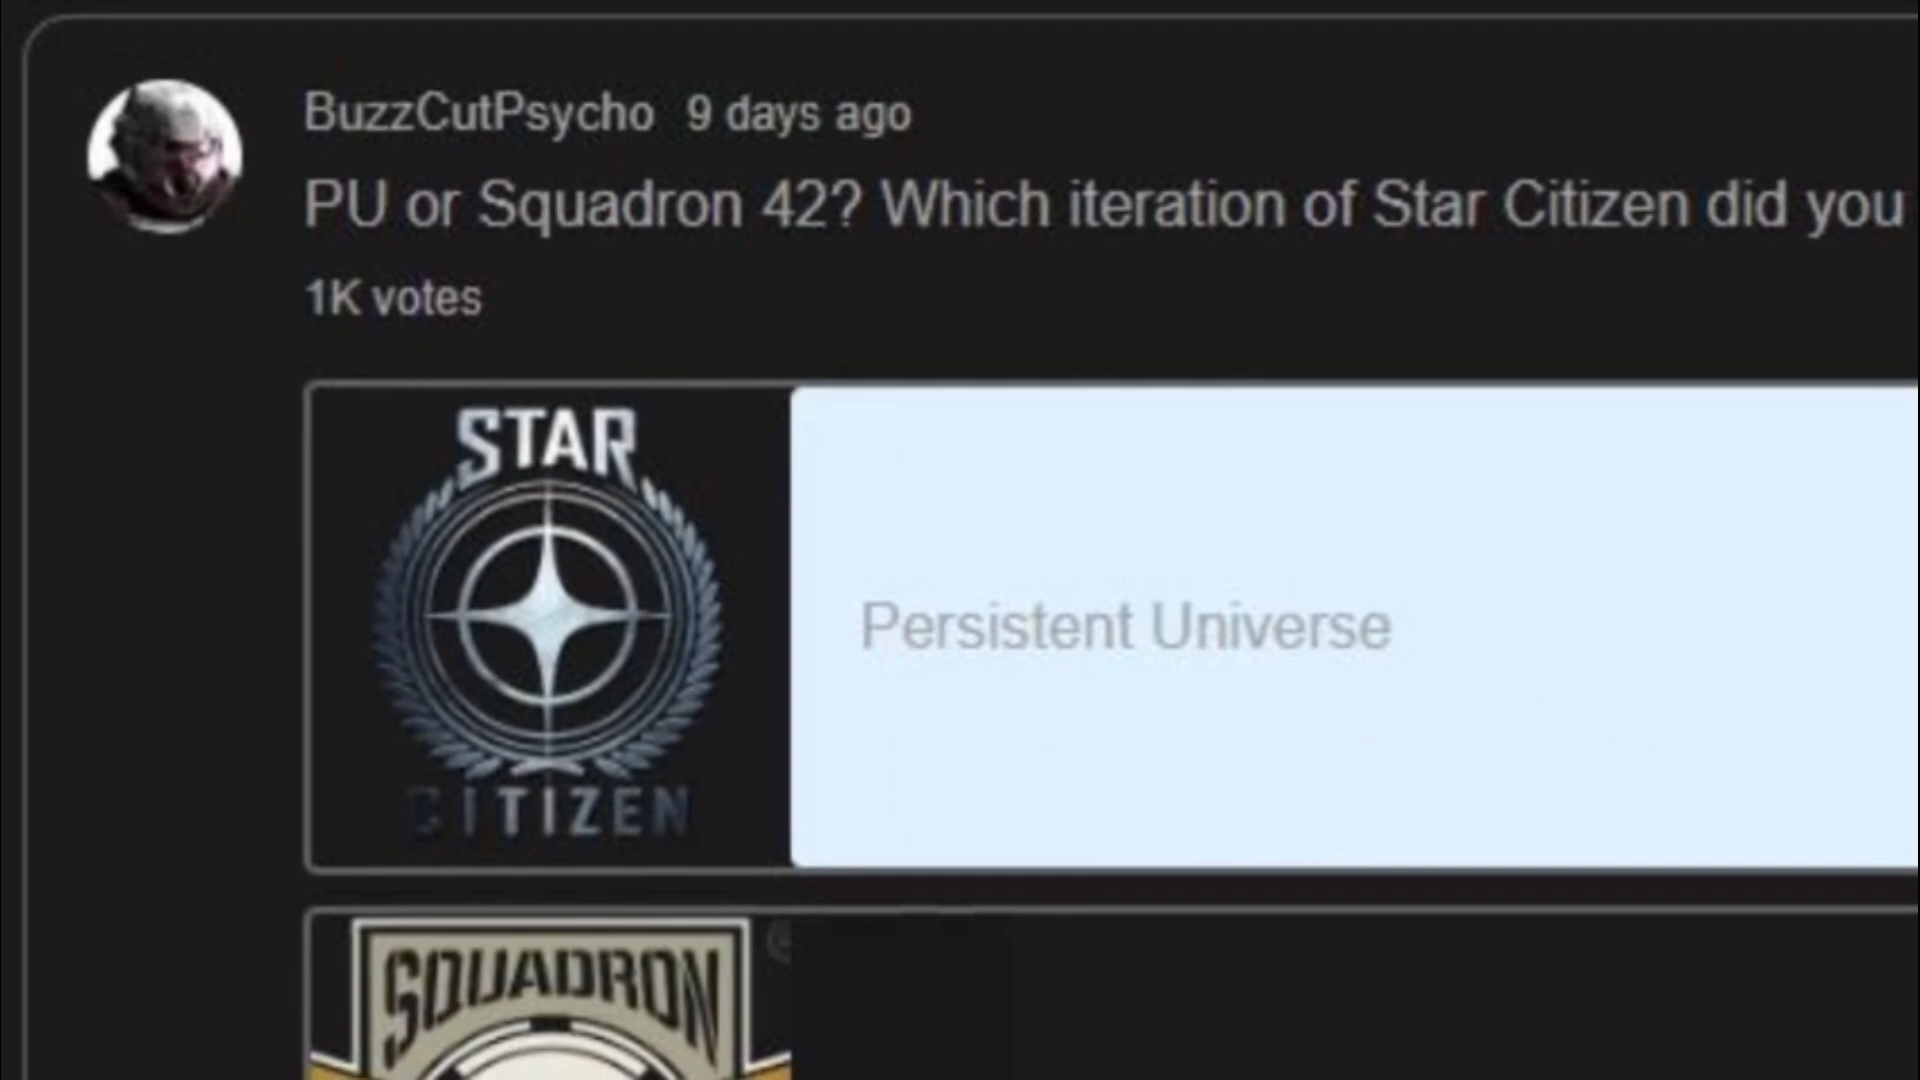 BuzzCutPsycho 9 days ago
PU or Squadron 42? Which iteration of Star Citizen did you
1K votes
STAR
CITIZEN
Persistent Universe
SQUADRON